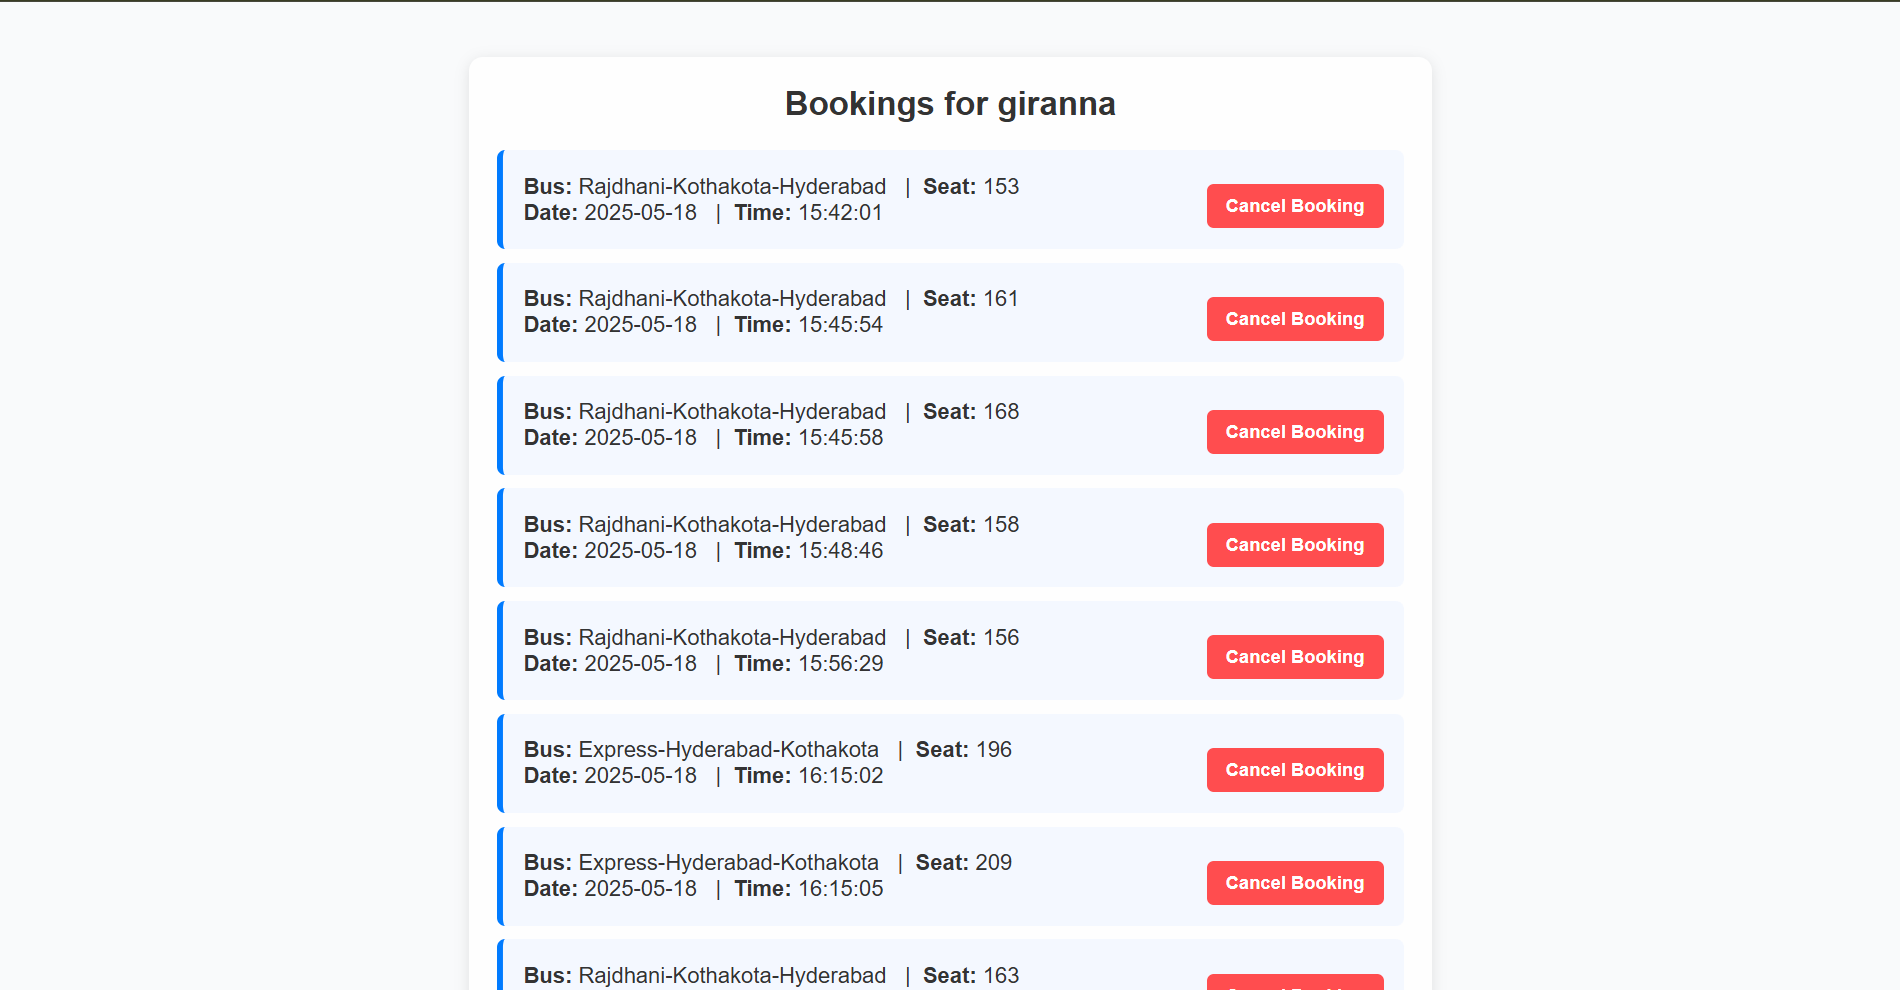 Bookings for giranna
Bus: Rajdhani-Kothakota-Hyderabad | Seat: 153
Date: 2025-05-18 | Time: 15:42:01
Cancel Booking
Bus: Rajdhani-Kothakota-Hyderabad | Seat: 161
Date: 2025-05-18 | Time: 15:45:54
Cancel Booking
Bus: Rajdhani-Kothakota-Hyderabad | Seat: 168
Date: 2025-05-18 | Time: 15:45:58
Cancel Booking
Bus: Rajdhani-Kothakota-Hyderabad | Seat: 158
Date: 2025-05-18 | Time: 15:48:46
Cancel Booking
Bus: Rajdhani-Kothakota-Hyderabad | Seat: 156
Date: 2025-05-18 | Time: 15:56:29
Cancel Booking
Bus: Express-Hyderabad-Kothakota | Seat: 196
Date: 2025-05-18 | Time: 16:15:02
Cancel Booking
Bus: Express-Hyderabad-Kothakota | Seat: 209
Date: 2025-05-18 | Time: 16:15:05
Cancel Booking
Bus: Rajdhani-Kothakota-Hyderabad | Seat: 163